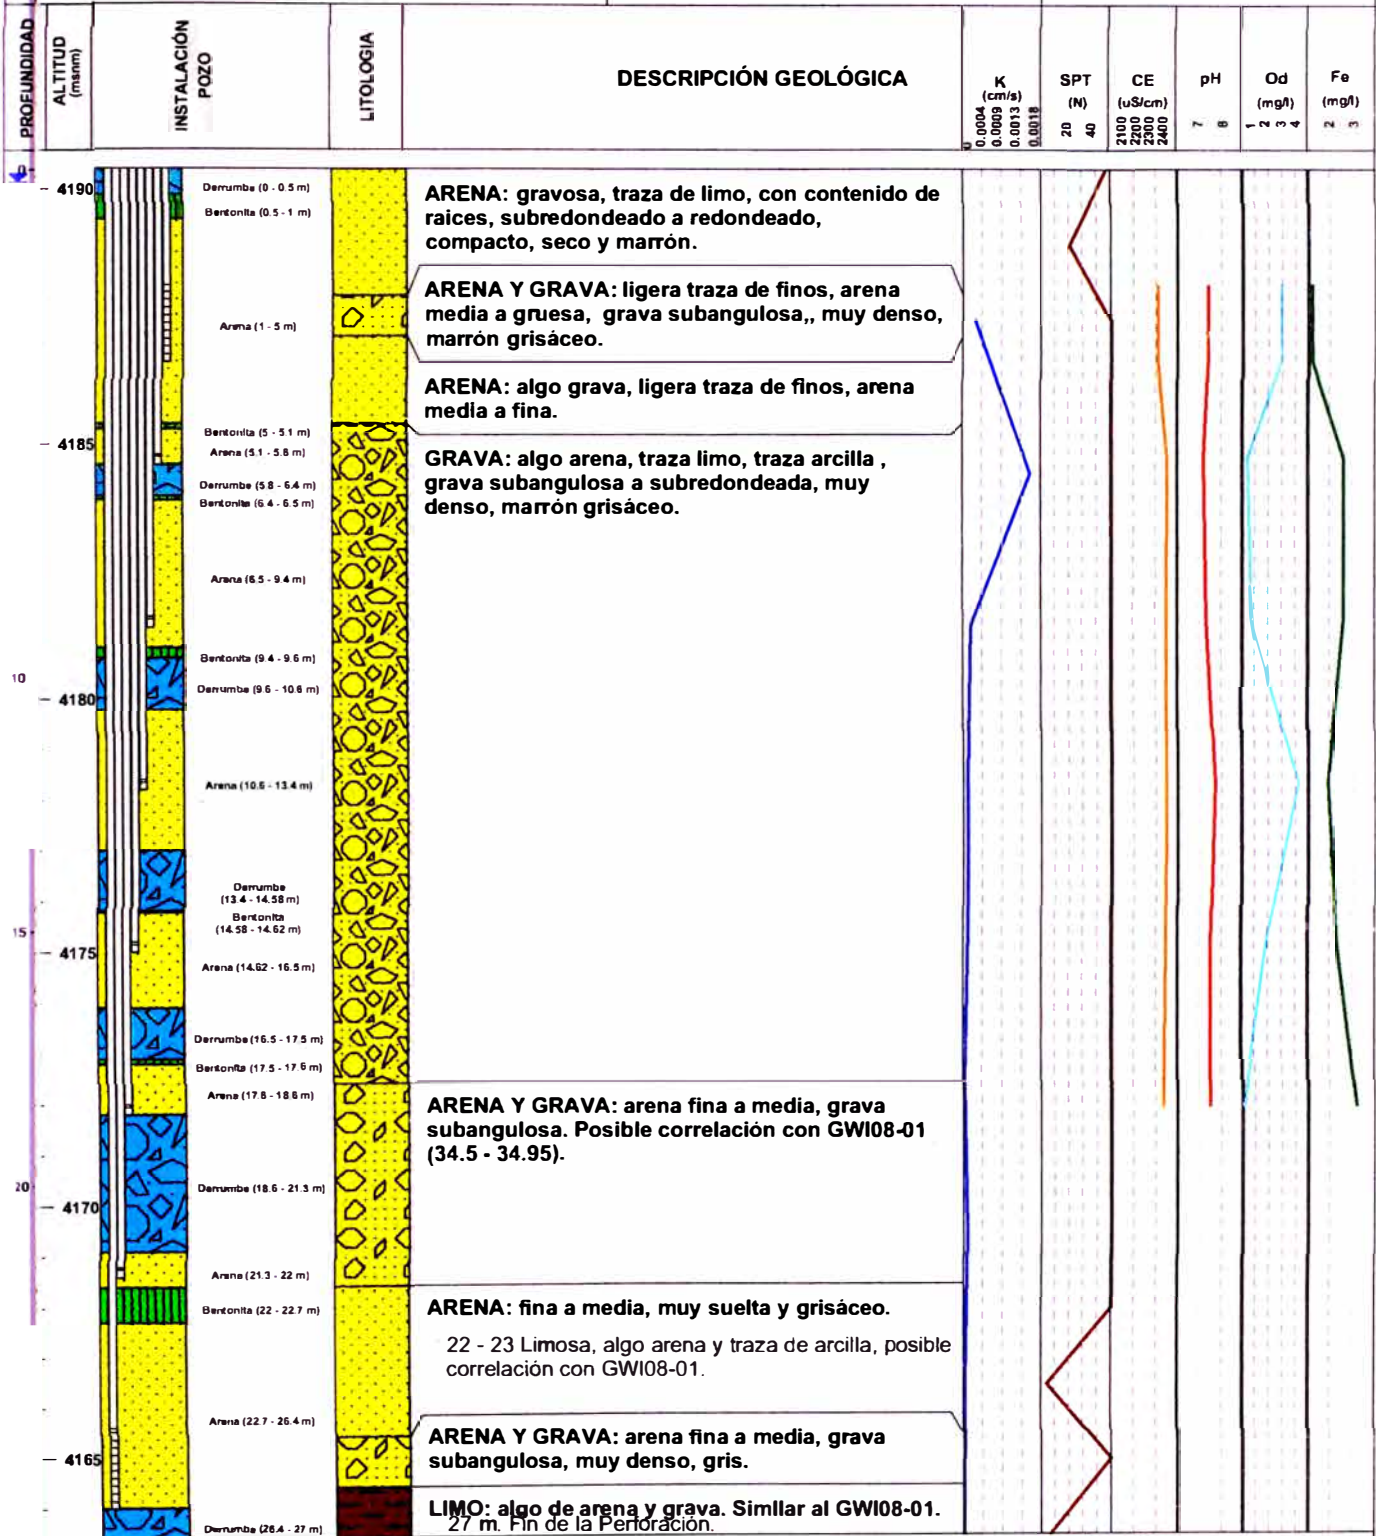 PROFUNDIDAD
ALTITUD
(msnm)
INSTALACIÓN
POZO
LITOLOGIA
DESCRIPCIÓN GEOLÓGICA
K
(cm/s)
0
0.0004
0.0009
0.0013
0.0018
SPT
(N)
20
40
CE
(uS/cm)
2100
2200
2300
2400
pH
7
8
Od
(mg/l)
1
2
3
4
Fe
(mg/l)
2
3
0
10
15
20
4190
4185
4180
4175
4170
4165
Derrumbe (0 - 0.5 m)
Bentonita (0.5 - 1 m)
Arena (1 - 5 m)
Bentonita (5 - 5.1 m)
Arena (5.1 - 5.8 m)
Derrumbe (5.8 - 6.4 m)
Bentonita (6.4 - 6.5 m)
Arena (6.5 - 9.4 m)
Bentonita (9.4 - 9.6 m)
Derrumbe (9.6 - 10.6 m)
Arena (10.6 - 13.4 m)
Derrumbe
(13.4 - 14.58 m)
Bentonita
(14.58 - 14.62 m)
Arena (14.62 - 16.5 m)
Derrumbe (16.5 - 17.5 m)
Bentonita (17.5 - 17.6 m)
Arena (17.6 - 18.6 m)
Derrumbe (18.6 - 21.3 m)
Arena (21.3 - 22 m)
Bentonita (22 - 22.7 m)
Arena (22.7 - 26.4 m)
Derrumbe (26.4 - 27 m)
ARENA: gravosa, traza de limo, con contenido de
raices, subredondeado a redondeado,
compacto, seco y marrón.
ARENA Y GRAVA: ligera traza de finos, arena
media a gruesa, grava subangulosa,, muy denso,
marrón grisáceo.
ARENA: algo grava, ligera traza de finos, arena
media a fina.
GRAVA: algo arena, traza limo, traza arcilla ,
grava subangulosa a subredondeada, muy
denso, marrón grisáceo.
ARENA Y GRAVA: arena fina a media, grava
subangulosa. Posible correlación con GWI08-01
(34.5 - 34.95).
ARENA: fina a media, muy suelta y grisáceo.
22 - 23 Limosa, algo arena y traza de arcilla, posible
correlación con GWI08-01.
ARENA Y GRAVA: arena fina a media, grava
subangulosa, muy denso, gris.
LIMO: algo de arena y grava. Similar al GWI08-01.
27 m. Fin de la Perforación.